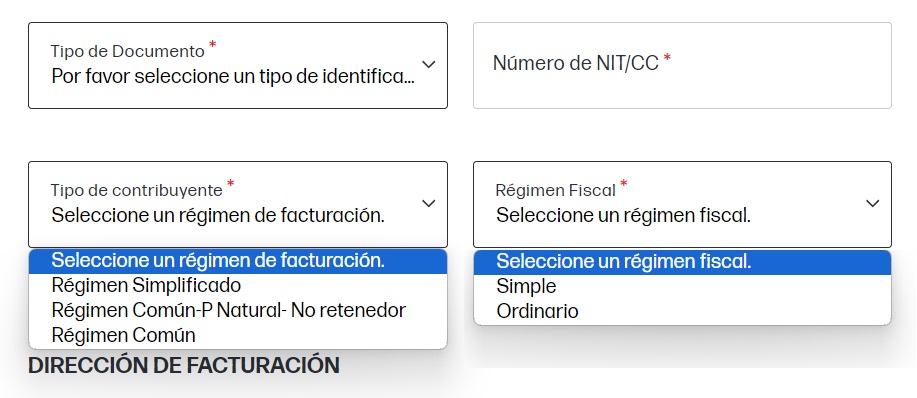 Tipo de Documento *
Por favor seleccione un tipo de identifica...
Número de NIT/CC *
Tipo de contribuyente *
Seleccione un régimen de facturación.
Régimen Fiscal *
Seleccione un régimen fiscal.
Seleccione un régimen de facturación.
Régimen Simplificado
Régimen Común-P Natural- No retenedor
Régimen Común
Seleccione un régimen fiscal.
Simple
Ordinario
DIRECCIÓN DE FACTURACIÓN